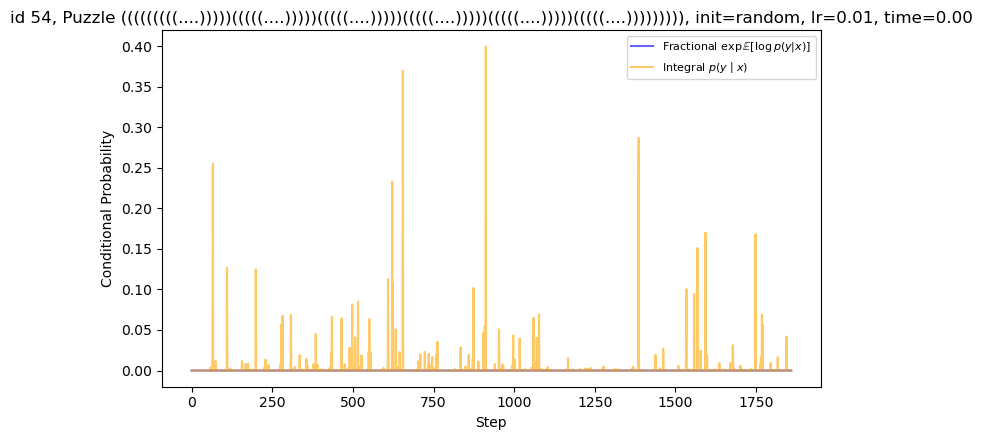 id 54, Puzzle (((((((((....)))))(((((....)))))(((((....)))))(((((....)))))(((((....)))))(((((....))))))))), init=random, lr=0.01, time=0.00
Fractional exp𝔼[log p(y|x)]
Integral p(y | x)
Conditional Probability
0.40
0.35
0.30
0.25
0.20
0.15
0.10
0.05
0.00
0 250 500 750 1000 1250 1500 1750
Step